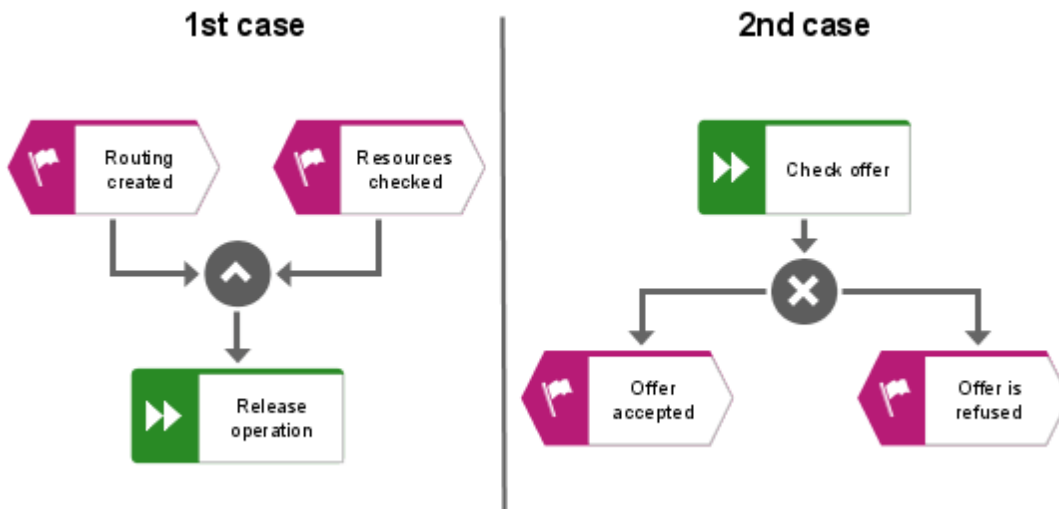 1st case
Routing
created
Resources
checked
Release
operation
2nd case
Check offer
Offer
accepted
Offer is
refused